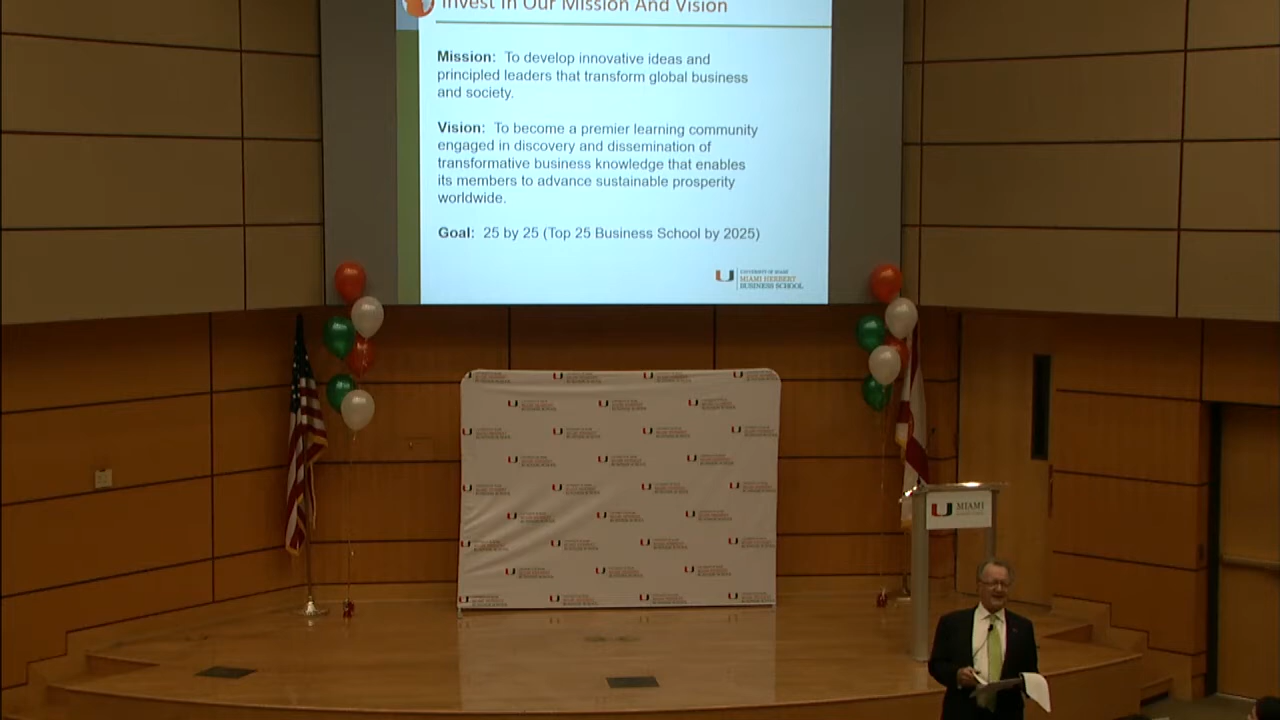 Invest In Our Mission And Vision
Mission: To develop innovative ideas and
principled leaders that transform global business
and society.
Vision: To become a premier learning community
engaged in discovery and dissemination of
transformative business knowledge that enables
its members to advance sustainable prosperity
worldwide.
Goal: 25 by 25 (Top 25 Business School by 2025)
UNIVERSITY OF MIAMI
MIAMI HERBERT
BUSINESS SCHOOL
MIAMI